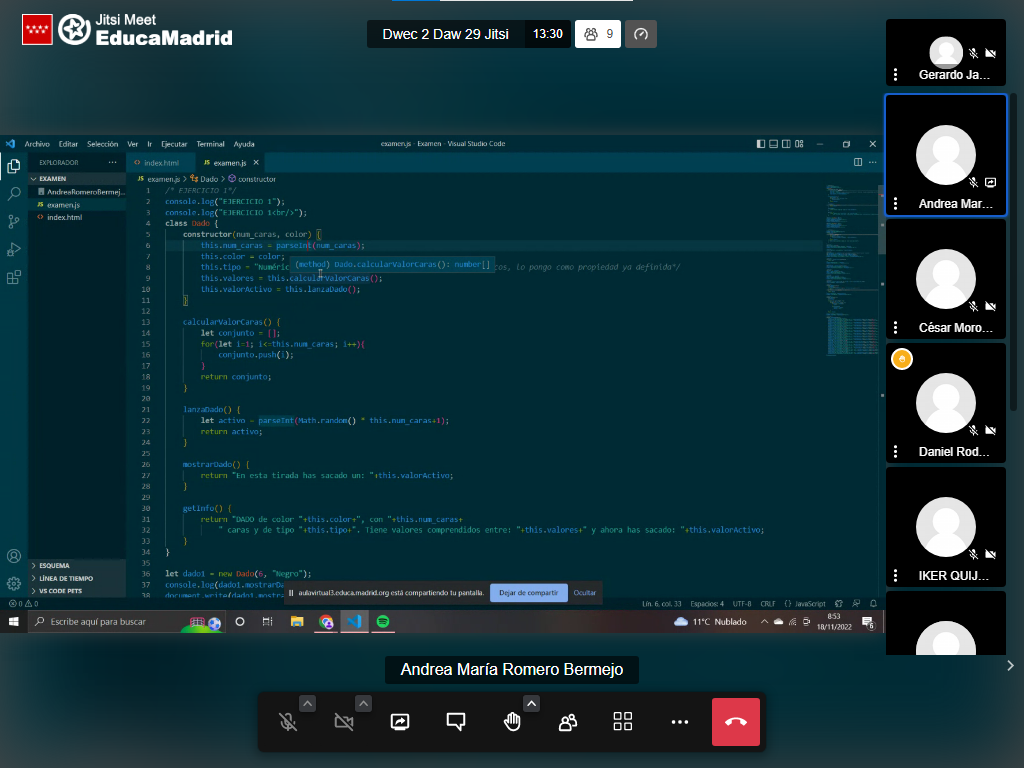 Jitsi Meet
EducaMadrid
Dwec 2 Daw 29 Jitsi
13:30
9
Gerardo Ja...
Andrea Mar...
César Moro...
Daniel Rod...
IKER QUIJ...
Archivo Editar Selección Ver Ir Ejecutar Terminal Ayuda
examen.js - Examen - Visual Studio Code
EXPLORADOR ...
EXAMEN
AndreaRomeroBermej...
JS examen.js
<> index.html
ESQUEMA
LÍNEA DE TIEMPO
VS CODE PETS
<> index.html
JS examen.js
JS examen.js > Dado > constructor
1 /* EJERCICIO 1*/
2 console.log("EJERCICIO 1");
3 console.log("EJERCICIO 1<br/>");
4 class Dado {
5 constructor(num_caras, color) {
6 this.num_caras = parseInt(num_caras);
7 this.color = color;
(method) Dado.calcularValorCaras(): number[]
8 this.tipo = "Numéric cos, lo pongo como propiedad ya definida*/
9 this.valores = this.calcularValorCaras();
10 this.valorActivo = this.lanzaDado();
11 }
12
13 calcularValorCaras() {
14 let conjunto = [];
15 for(let i=1; i<=this.num_caras; i++){
16 conjunto.push(i);
17 }
18 return conjunto;
19 }
20
21 lanzaDado() {
22 let activo = parseInt(Math.random() * this.num_caras+1);
23 return activo;
24 }
25
26 mostrarDado() {
27 return "En esta tirada has sacado un: "+this.valorActivo;
28 }
29
30 getInfo() {
31 return "DADO de color "+this.color+", con "+this.num_caras+
32 " caras y de tipo "+this.tipo+". Tiene valores comprendidos entre: "+this.valores+" y ahora has sacado: "+this.valorActivo;
33 }
34 }
35
36 let dado1 = new Dado(6, "Negro");
37 console.log(dado1.mostrarDa
38 document.write(dado1.mostra
aulavirtual3.educa.madrid.org está compartiendo tu pantalla.
Dejar de compartir
Ocultar
0 0
Lín. 6, col. 33 Espacios: 4 UTF-8 CRLF {} JavaScript
Escribe aquí para buscar
11°C Nublado
8:53
18/11/2022
5
Andrea María Romero Bermejo